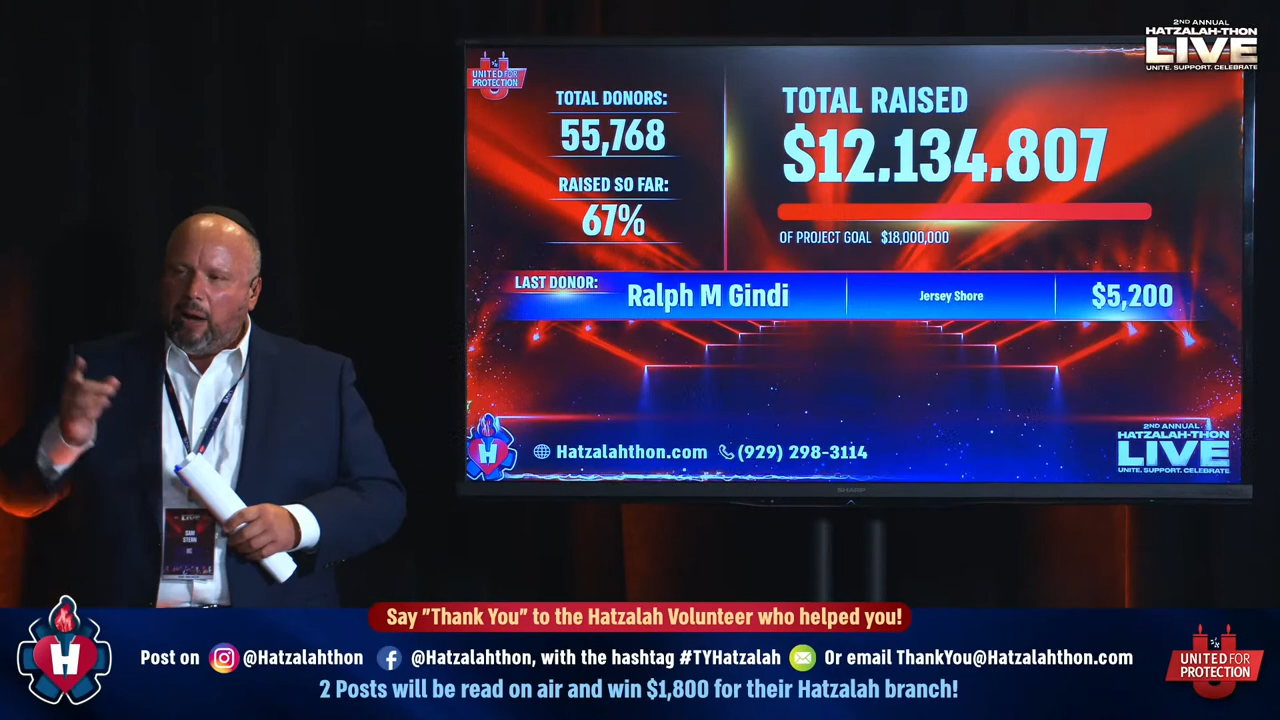 2ND ANNUAL
HATZALAH-THON
LIVE
UNITE. SUPPORT. CELEBRATE
UNITED FOR
PROTECTION
TOTAL DONORS:
55,768
RAISED SO FAR:
67%
TOTAL RAISED
$12.134.807
OF PROJECT GOAL $18,000,000
LAST DONOR:
Ralph M Gindi
Jersey Shore
$5,200
H
Hatzalahthon.com
(929) 298-3114
2ND ANNUAL
HATZALAH-THON
LIVE
UNITE. SUPPORT. CELEBRATE
SHARP
LIVE
SAM
STERN
Say "Thank You" to the Hatzalah Volunteer who helped you!
H
Post on @Hatzalahthon @Hatzalahthon, with the hashtag #TYHatzalah Or email ThankYou@Hatzalahthon.com
2 Posts will be read on air and win $1,800 for their Hatzalah branch!
UNITED FOR
PROTECTION